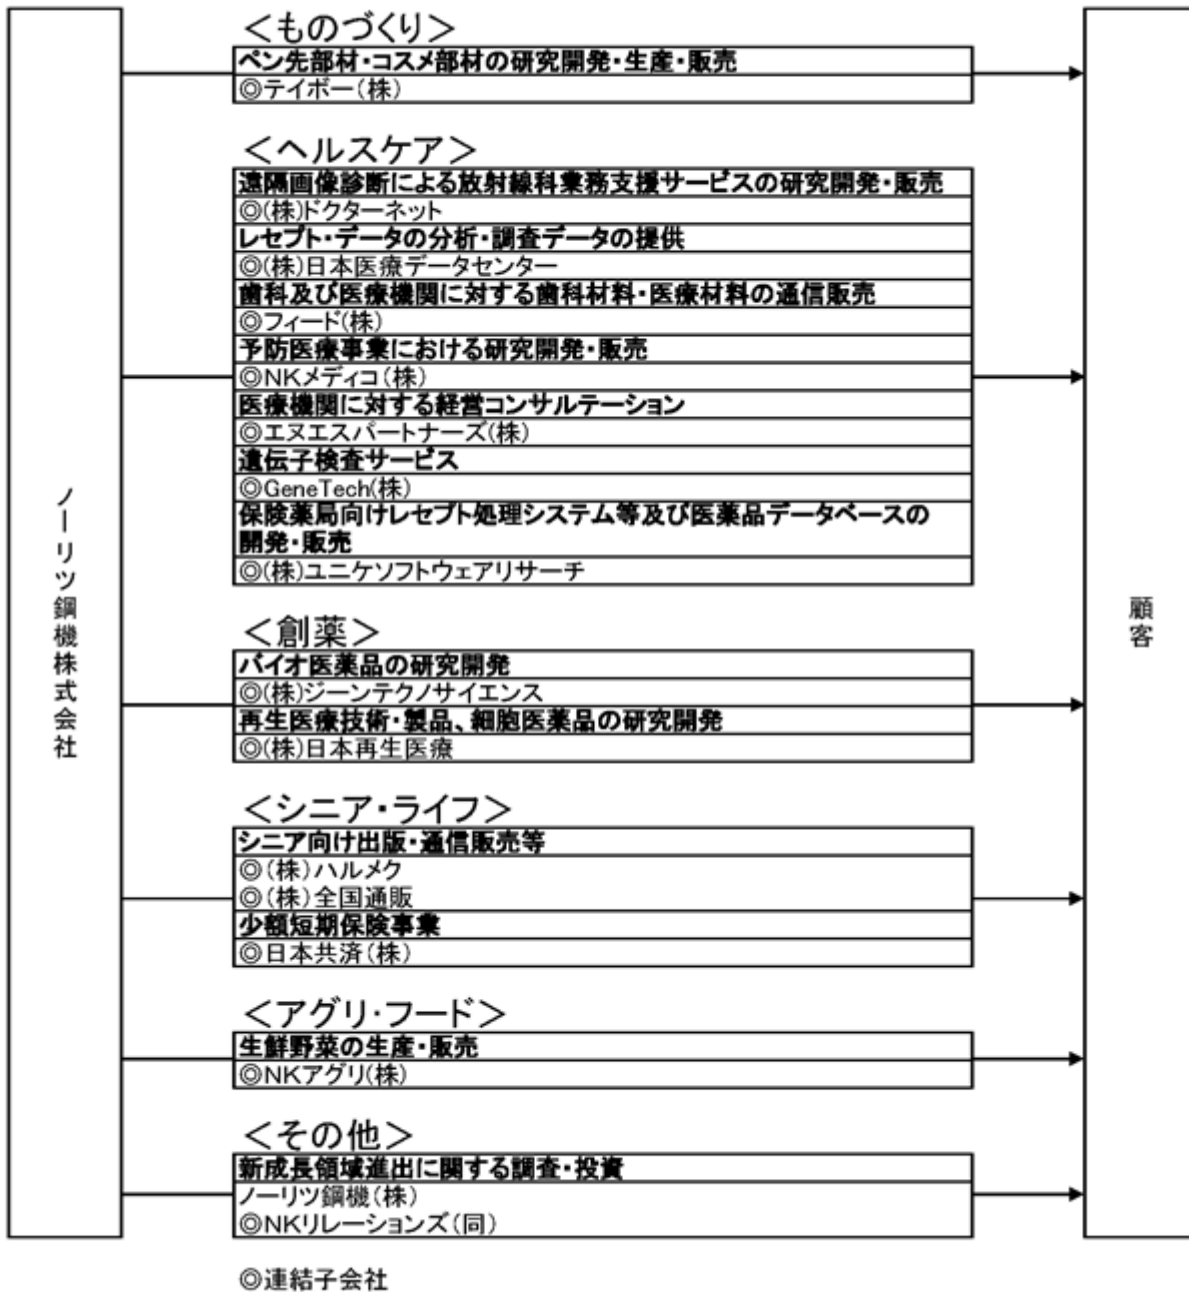 ノーリツ鋼機株式会社
<ものづくり>
ペン先部材・コスメ部材の研究開発・生産・販売
◎テイボー(株)
<ヘルスケア>
遠隔画像診断による放射線科業務支援サービスの研究開発・販売
◎(株)ドクターネット
レセプト・データの分析・調査データの提供
◎(株)日本医療データセンター
歯科及び医療機関に対する歯科材料・医療材料の通信販売
◎フィード(株)
予防医療事業における研究開発・販売
◎NKメディコ(株)
医療機関に対する経営コンサルテーション
◎エヌエスパートナーズ(株)
遺伝子検査サービス
◎GeneTech(株)
保険薬局向けレセプト処理システム等及び医薬品データベースの
開発・販売
◎(株)ユニケソフトウェアリサーチ
<創薬>
バイオ医薬品の研究開発
◎(株)ジーンテクノサイエンス
再生医療技術・製品、細胞医薬品の研究開発
◎(株)日本再生医療
<シニア・ライフ>
シニア向け出版・通信販売等
◎(株)ハルメク
◎(株)全国通販
少額短期保険事業
◎日本共済(株)
<アグリ・フード>
生鮮野菜の生産・販売
◎NKアグリ(株)
<その他>
新成長領域進出に関する調査・投資
ノーリツ鋼機(株)
◎NKリレーションズ(同)
顧客
◎連結子会社